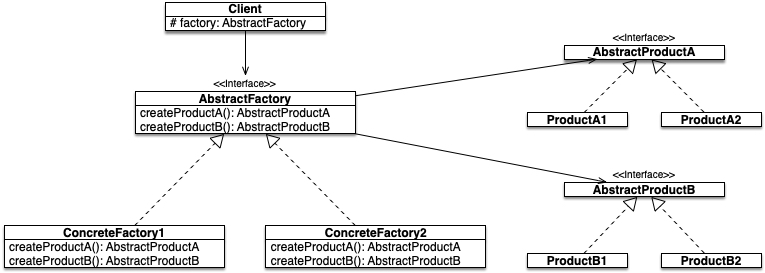 Client
# factory: AbstractFactory
<<Interface>>
AbstractFactory
createProductA(): AbstractProductA
createProductB(): AbstractProductB
<<Interface>>
AbstractProductA
ProductA1
ProductA2
<<Interface>>
AbstractProductB
ConcreteFactory1
createProductA(): AbstractProductA
createProductB(): AbstractProductB
ConcreteFactory2
createProductA(): AbstractProductA
createProductB(): AbstractProductB
ProductB1
ProductB2